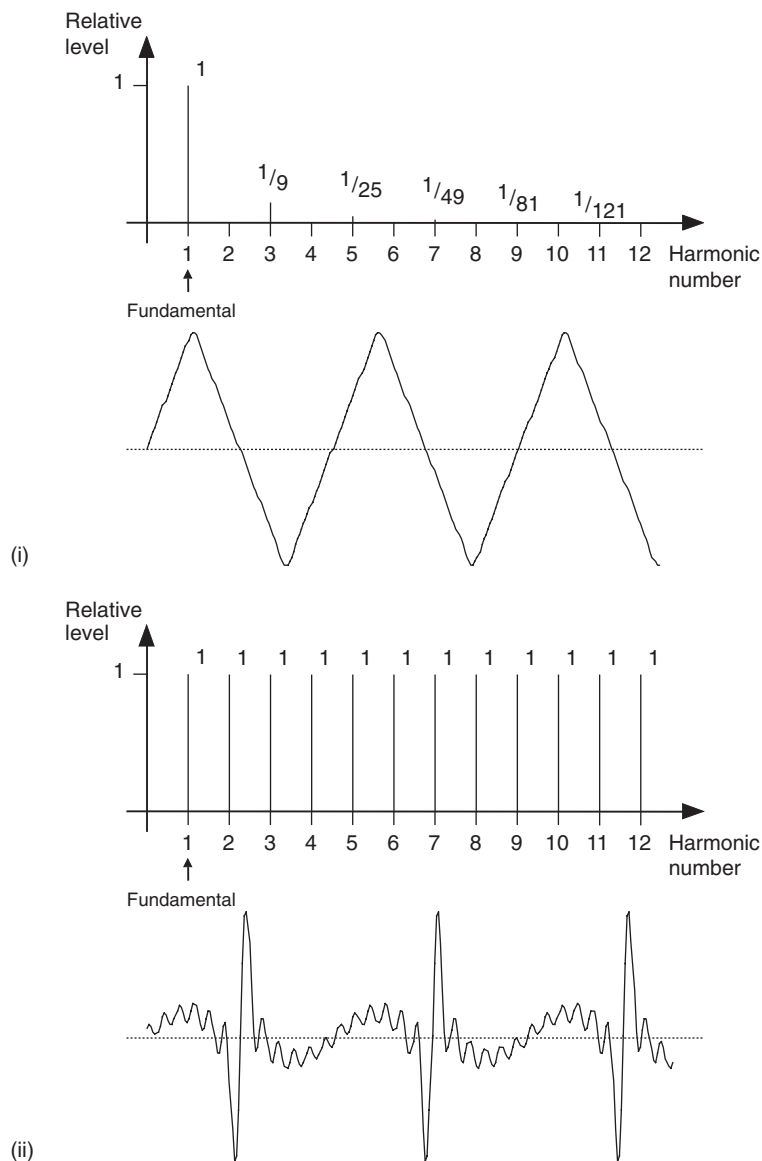 Relative
level
1
1
1/9
1/25
1/49
1/81
1/121
1 2 3 4 5 6 7 8 9 10 11 12
Harmonic
number
Fundamental
(i)
Relative
level
1
1 1 1 1 1 1 1 1 1 1 1 1
1 2 3 4 5 6 7 8 9 10 11 12
Harmonic
number
Fundamental
(ii)